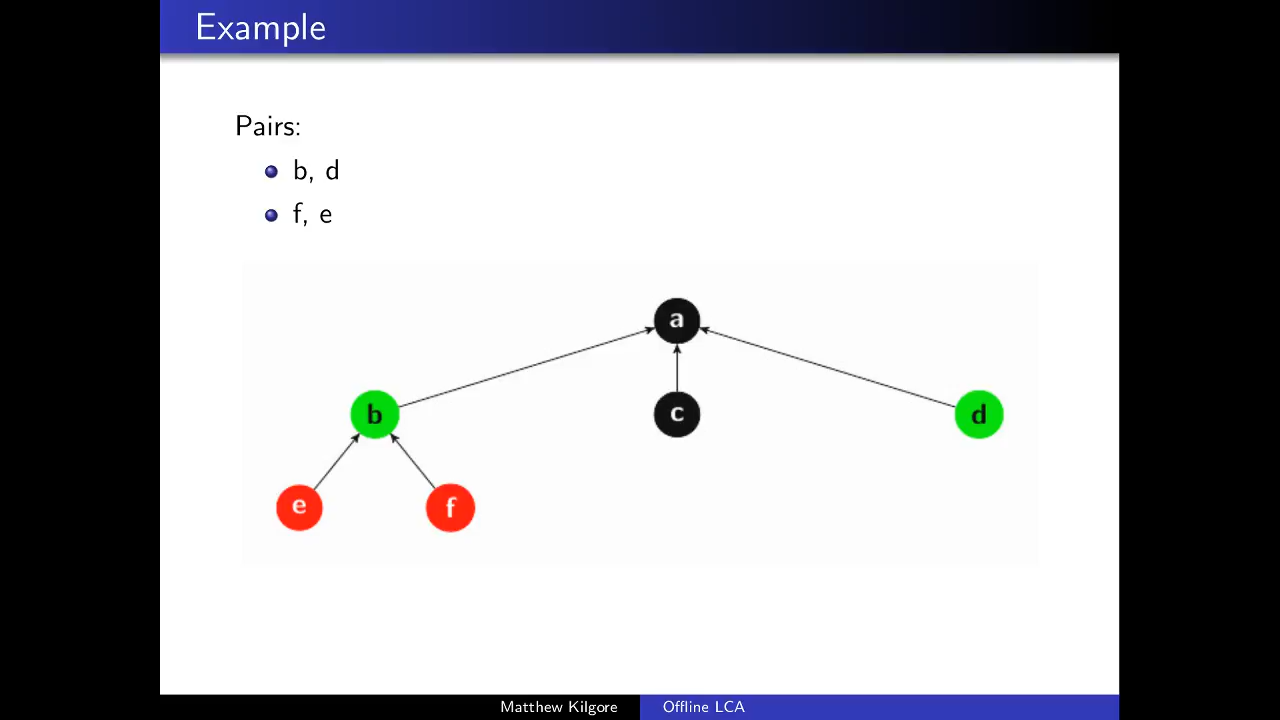 Example
Pairs:
b, d
f, e
a
b
c
d
e
f
Matthew Kilgore
Offline LCA